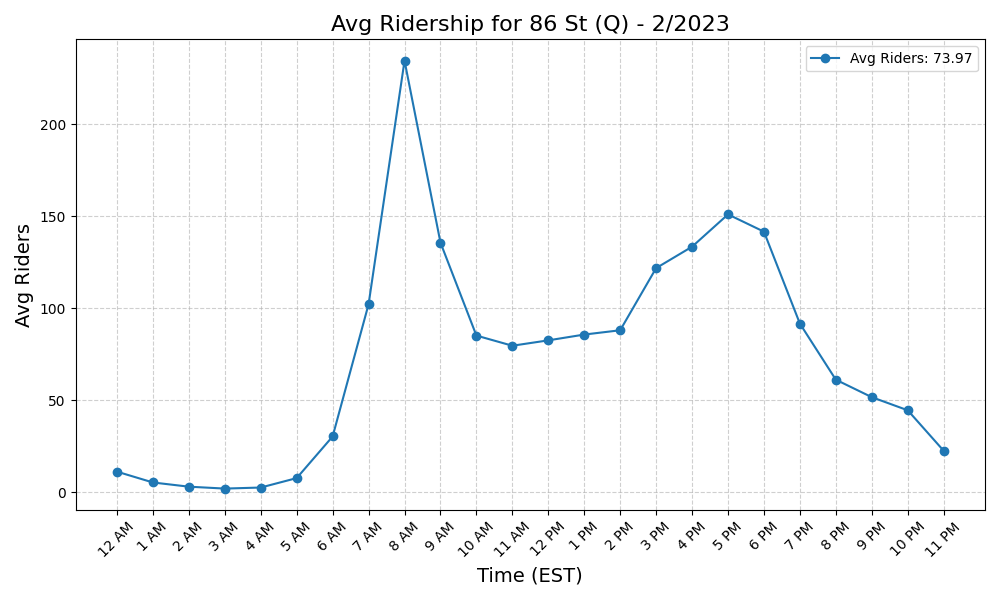 Avg Ridership for 86 St (Q) - 2/2023
Avg Riders: 73.97
Avg Riders
200
150
100
50
0
12 AM
1 AM
2 AM
3 AM
4 AM
5 AM
6 AM
7 AM
8 AM
9 AM
10 AM
11 AM
12 PM
1 PM
2 PM
3 PM
4 PM
5 PM
6 PM
7 PM
8 PM
9 PM
10 PM
11 PM
Time (EST)